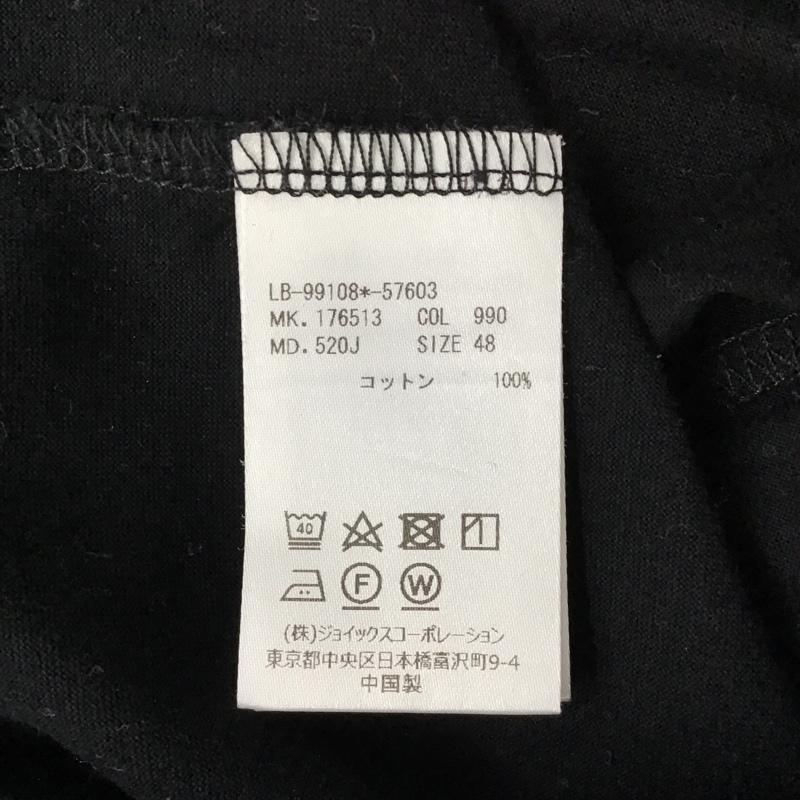 LB-99108*-57603
MK. 176513 COL 990
MD. 520J SIZE 48
コットン 100%
40
F W
(株)ジョイックスコーポレーション
東京都中央区日本橋富沢町9-4
中国製